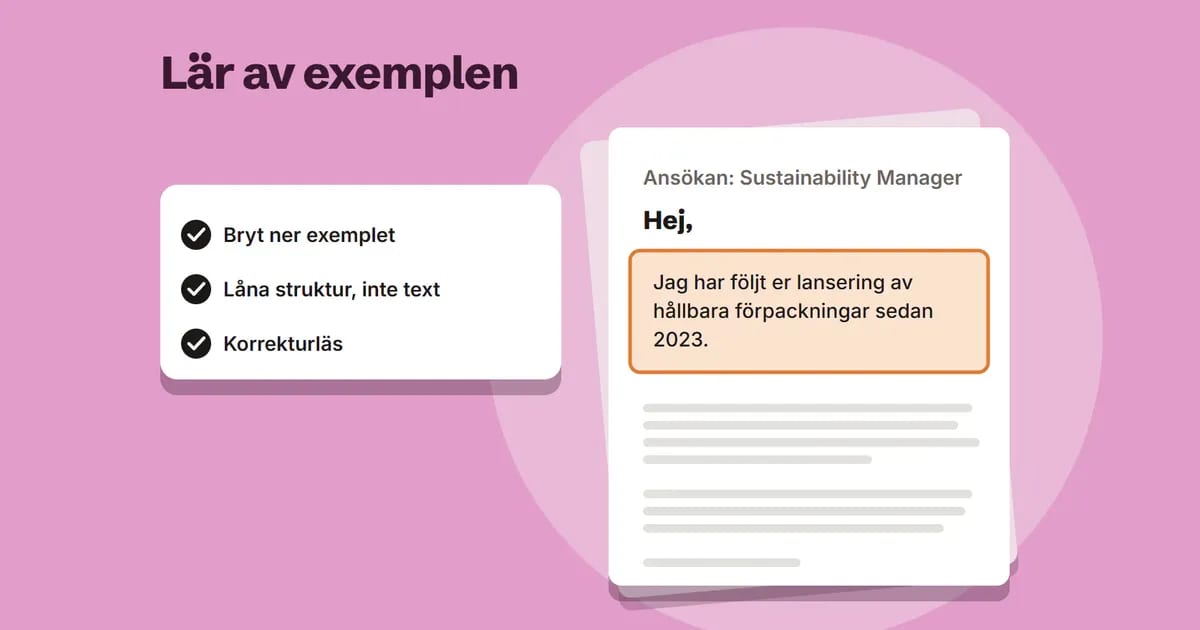 Lär av exemplen
Bryt ner exemplet
Låna struktur, inte text
Korrekturläs
Ansökan: Sustainability Manager
Hej,
Jag har följt er lansering av
hållbara förpackningar sedan
2023.